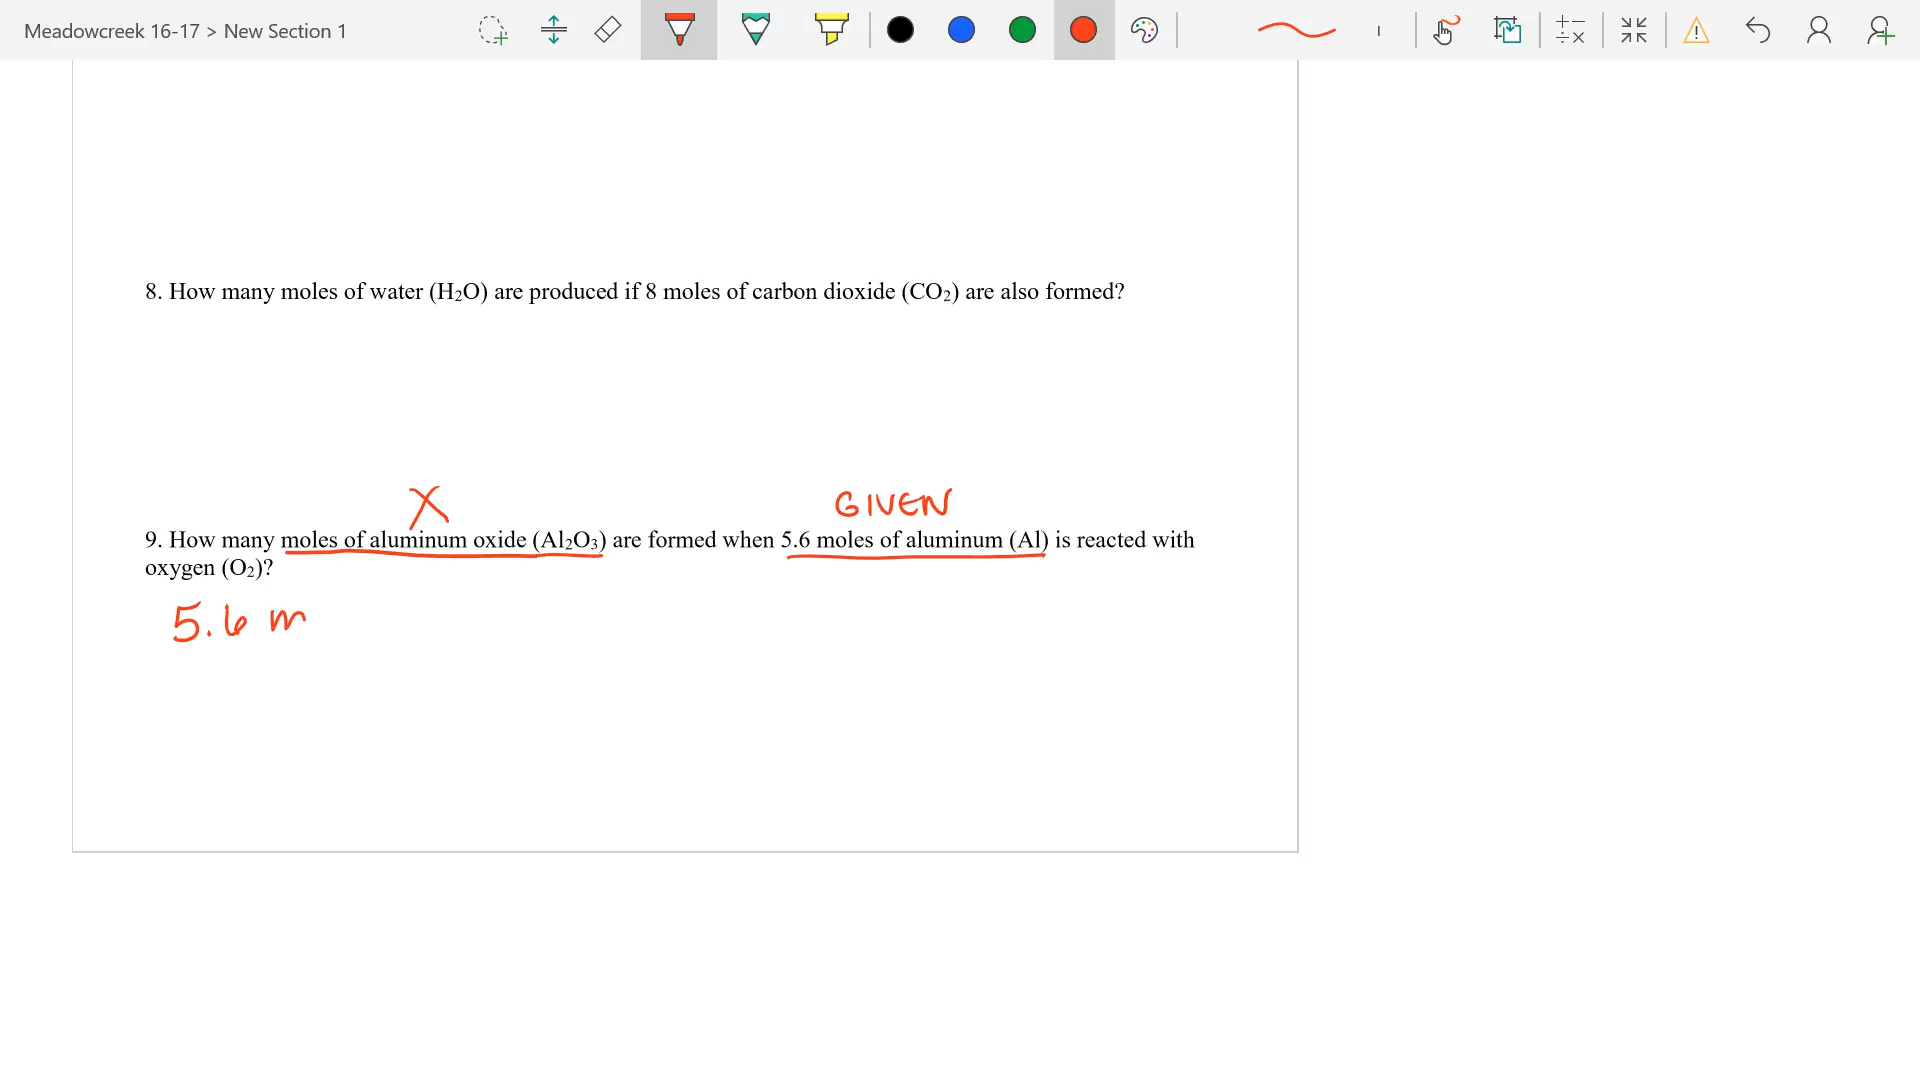 Meadowcreek 16-17 > New Section 1
8. How many moles of water (H₂O) are produced if 8 moles of carbon dioxide (CO₂) are also formed?
X GIVEN
9. How many moles of aluminum oxide (Al₂O₃) are formed when 5.6 moles of aluminum (Al) is reacted with
oxygen (O₂)?
5.6 m